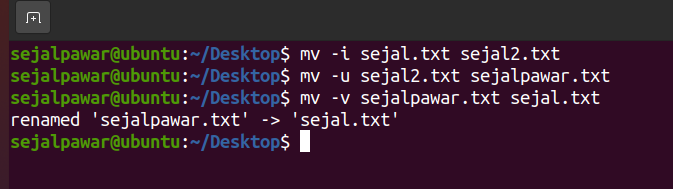 sejalpawar@ubuntu:~/Desktop$ mv -i sejal.txt sejal2.txt
sejalpawar@ubuntu:~/Desktop$ mv -u sejal2.txt sejalpawar.txt
sejalpawar@ubuntu:~/Desktop$ mv -v sejalpawar.txt sejal.txt
renamed 'sejalpawar.txt' -> 'sejal.txt'
sejalpawar@ubuntu:~/Desktop$